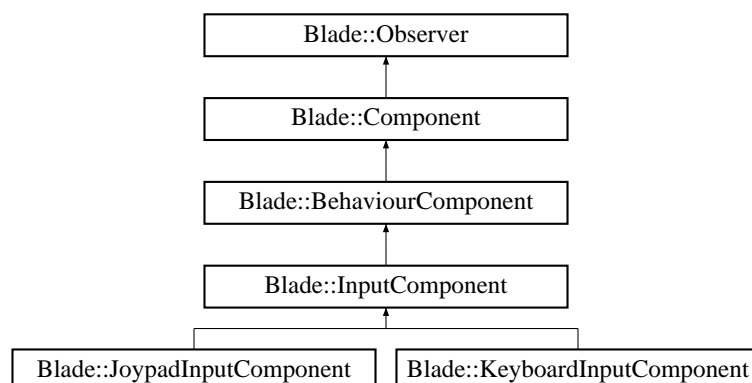 Blade::Observer
Blade::Component
Blade::BehaviourComponent
Blade::InputComponent
Blade::JoypadInputComponent
Blade::KeyboardInputComponent